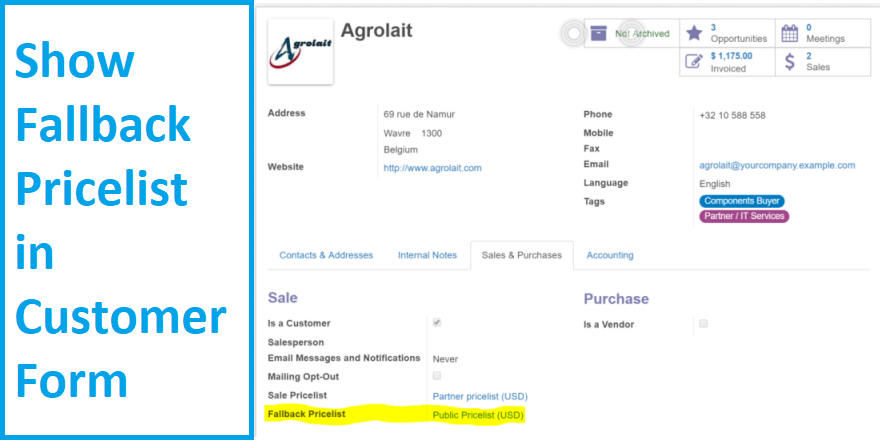 Show
Fallback
Pricelist
in
Customer
Form
Agrolait
Agrolait
Not Archived
3
Opportunities
0
Meetings
$ 1,175.00
Invoiced
2
Sales
Address
69 rue de Namur
Wavre 1300
Belgium
Website
http://www.agrolait.com
Phone
+32 10 588 558
Mobile
Fax
Email
agrolait@yourcompany.example.com
Language
English
Tags
Components Buyer
Partner / IT Services
Contacts & Addresses
Internal Notes
Sales & Purchases
Accounting
Sale
Is a Customer
Salesperson
Email Messages and Notifications Never
Mailing Opt-Out
Sale Pricelist Partner pricelist (USD)
Fallback Pricelist Public Pricelist (USD)
Purchase
Is a Vendor